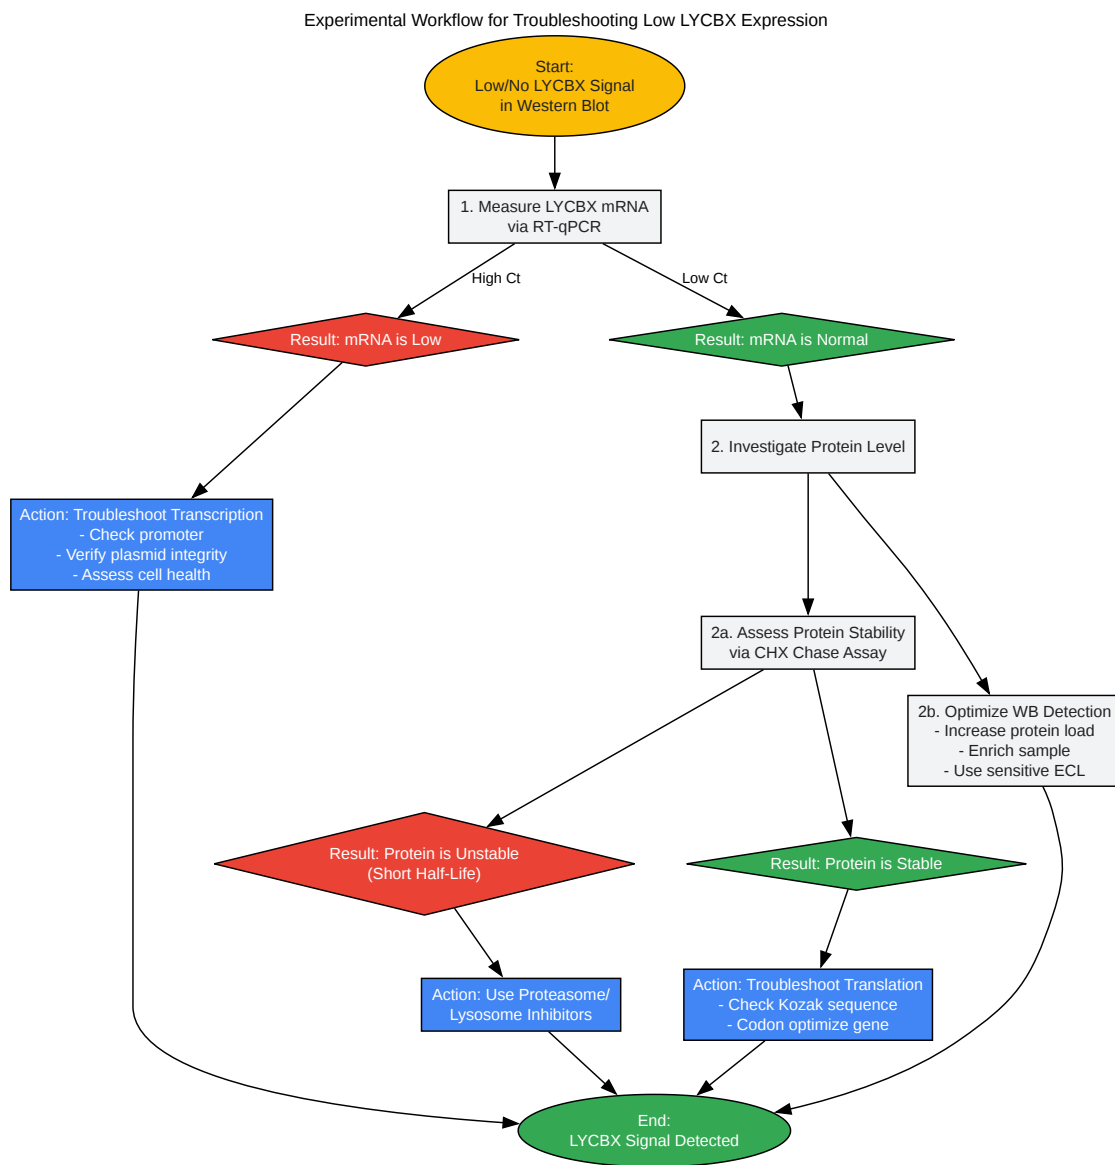 Experimental Workflow for Troubleshooting Low LYCBX Expression
Start:
Low/No LYCBX Signal
in Western Blot
1. Measure LYCBX mRNA
via RT-qPCR
High Ct
Low Ct
Result: mRNA is Low
Result: mRNA is Normal
2. Investigate Protein Level
Action: Troubleshoot Transcription
- Check promoter
- Verify plasmid integrity
- Assess cell health
2a. Assess Protein Stability
via CHX Chase Assay
2b. Optimize WB Detection
- Increase protein load
- Enrich sample
- Use sensitive ECL
Result: Protein is Unstable
(Short Half-Life)
Result: Protein is Stable
Action: Use Proteasome/
Lysosome Inhibitors
Action: Troubleshoot Translation
- Check Kozak sequence
- Codon optimize gene
End:
LYCBX Signal Detected